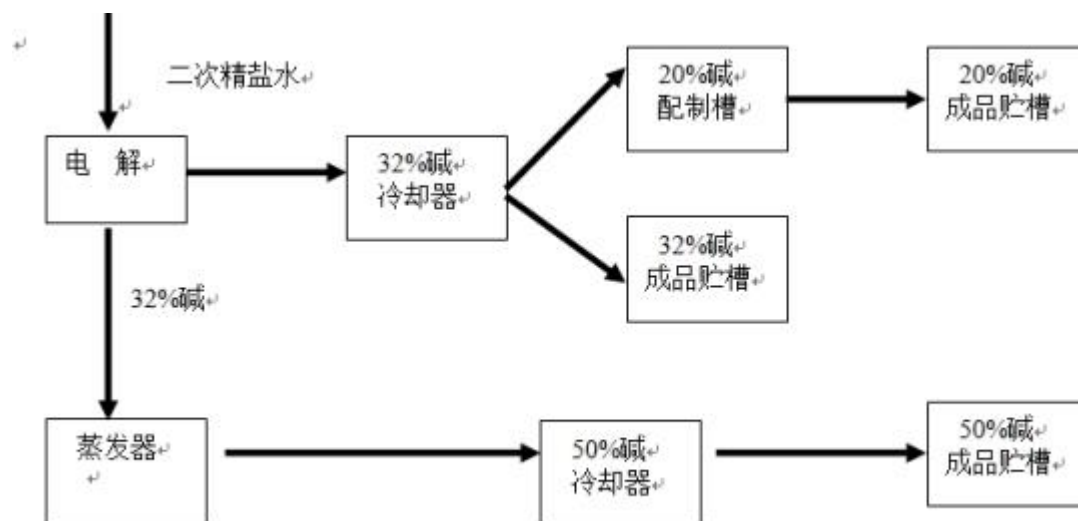 二次精盐水
电 解
32%碱
冷却器
20%碱
配制槽
20%碱
成品贮槽
32%碱
成品贮槽
32%碱
蒸发器
50%碱
冷却器
50%碱
成品贮槽